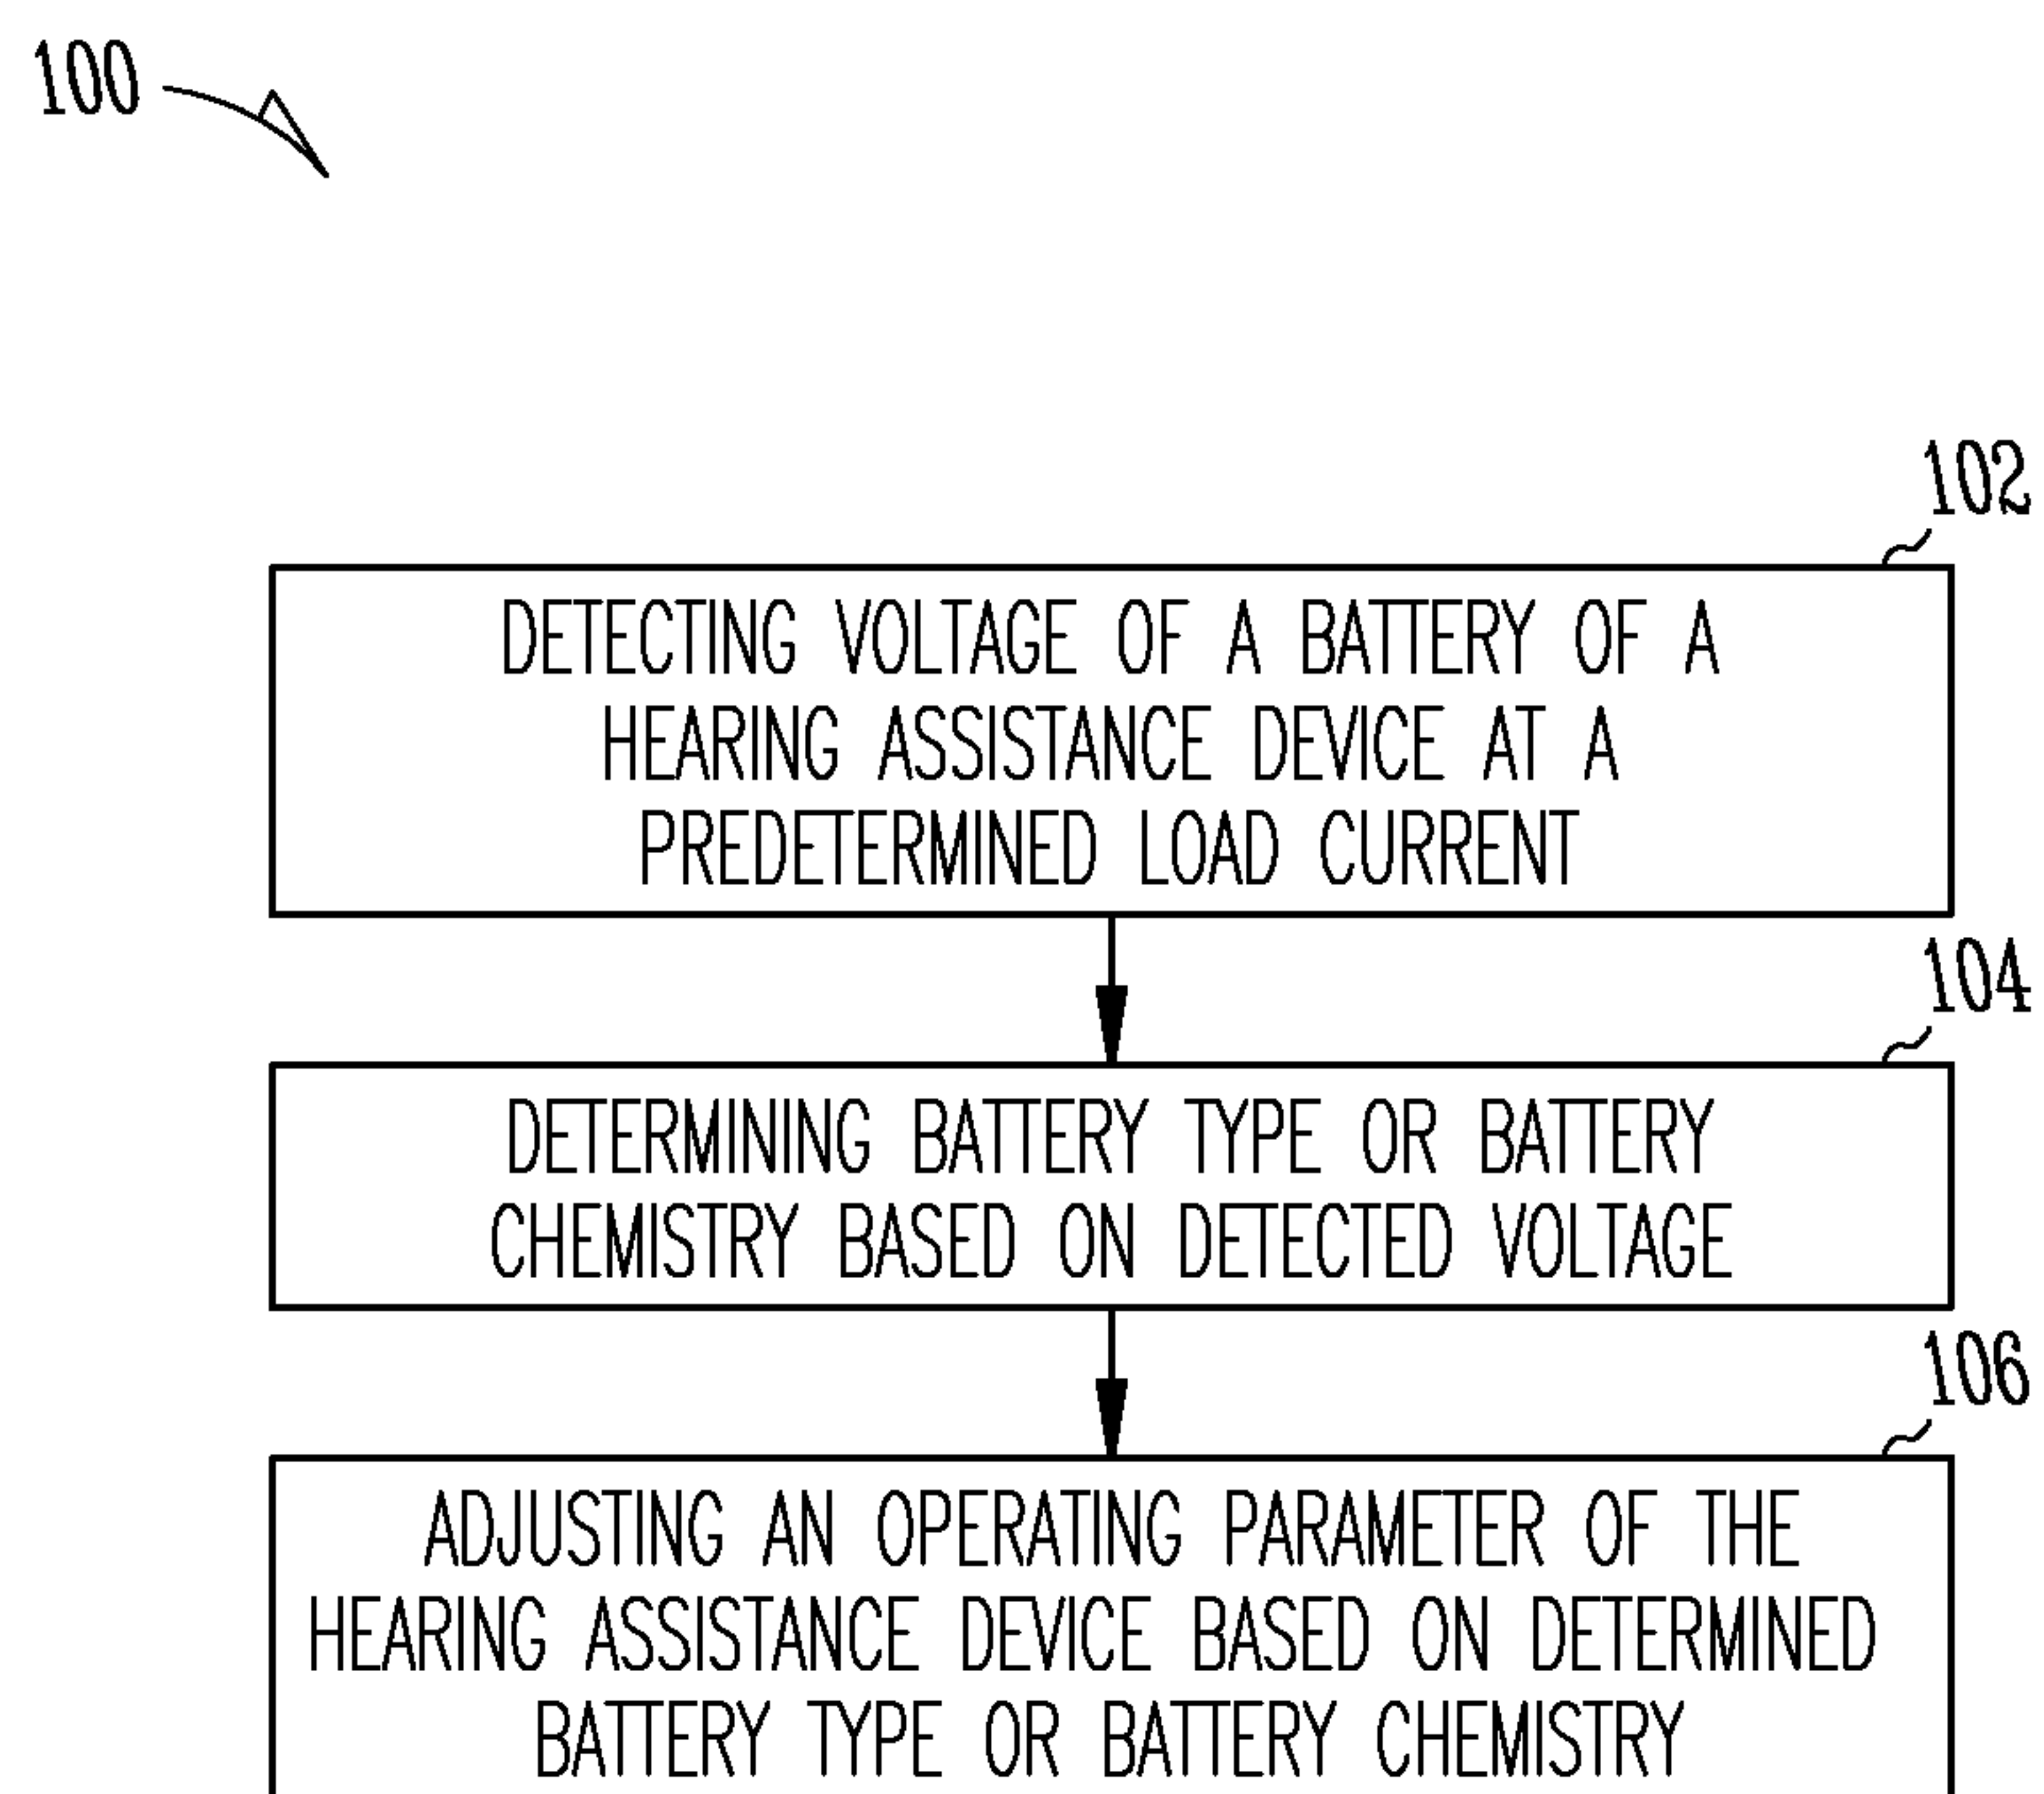 100
102
DETECTING VOLTAGE OF A BATTERY OF A
HEARING ASSISTANCE DEVICE AT A
PREDETERMINED LOAD CURRENT
104
DETERMINING BATTERY TYPE OR BATTERY
CHEMISTRY BASED ON DETECTED VOLTAGE
106
ADJUSTING AN OPERATING PARAMETER OF THE
HEARING ASSISTANCE DEVICE BASED ON DETERMINED
BATTERY TYPE OR BATTERY CHEMISTRY